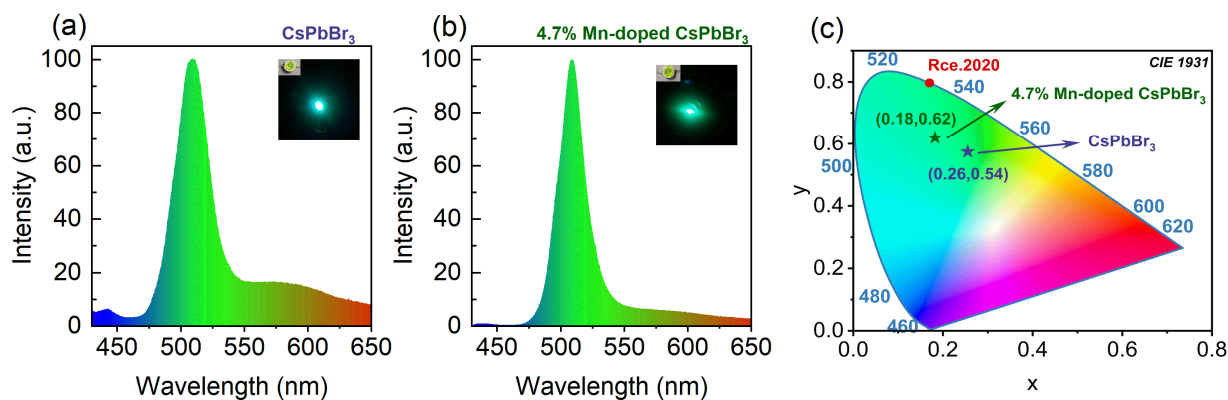 (a)
CsPbBr₃
100
80
60
40
20
0
Intensity (a.u.)
450
500
550
600
650
Wavelength (nm)
(b)
4.7% Mn-doped CsPbBr₃
100
80
60
40
20
0
Intensity (a.u.)
450
500
550
600
650
Wavelength (nm)
(c)
CIE 1931
0.8
0.6
0.4
0.2
0.0
y
0.0
0.2
0.4
0.6
0.8
x
520
Rce.2020
540
4.7% Mn-doped CsPbBr₃
(0.18,0.62)
560
CsPbBr₃
500
(0.26,0.54)
580
600
620
480
460